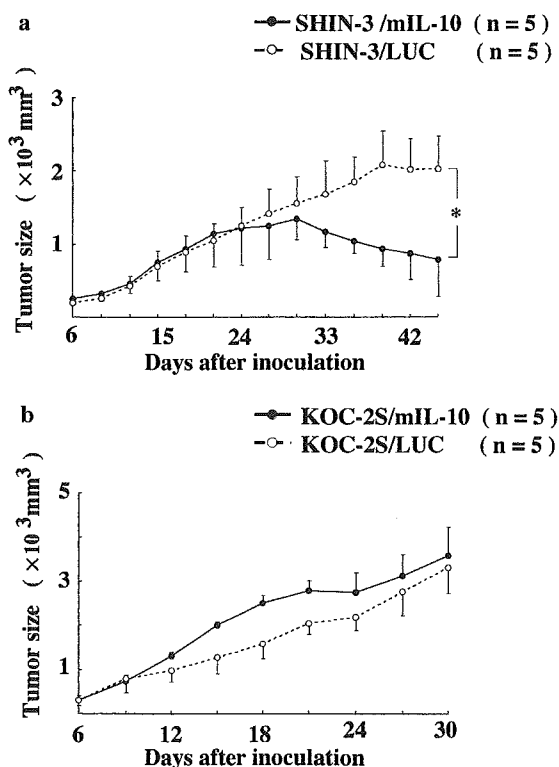 a
SHIN-3/mIL-10 ( n = 5 )
SHIN-3/LUC ( n = 5 )
Tumor size ( ×10³ mm³ )
3
2
1
*
6 15 24 33 42
Days after inoculation
b
KOC-2S/mIL-10 ( n = 5 )
KOC-2S/LUC ( n = 5 )
Tumor size ( ×10³ mm³ )
5
3
1
6 12 18 24 30
Days after inoculation